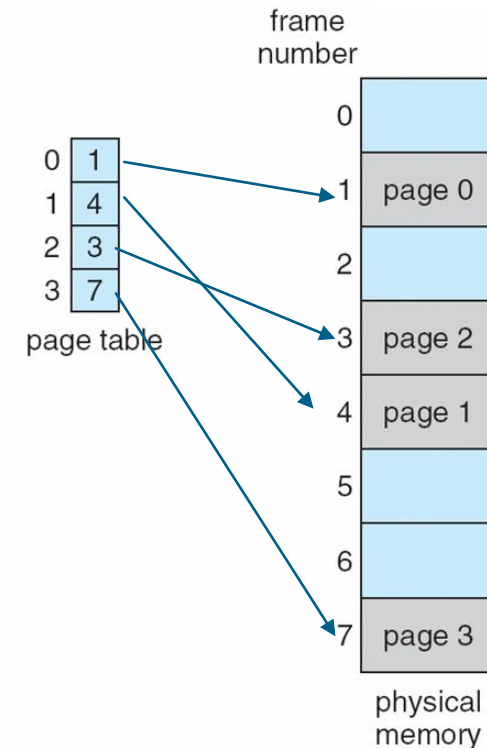 frame
number
0
0 1
1 page 0
1 4
2
2 3
3 7
page table
3 page 2
4 page 1
5
6
7 page 3
physical
memory